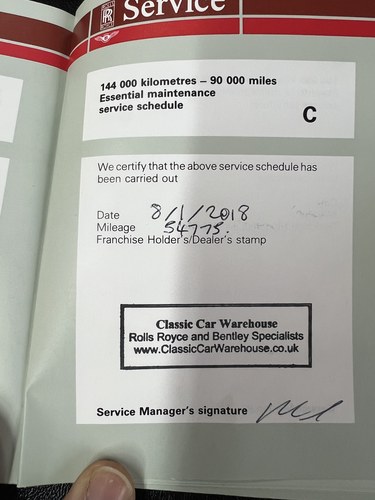 Service
144 000 kilometres – 90 000 miles
Essential maintenance
service schedule
C
We certify that the above service schedule has
been carried out
Date 8/1/2018
Mileage 54775.
Franchise Holder's/Dealer's stamp
Classic Car Warehouse
Rolls Royce and Bentley Specialists
www.ClassicCarWarehouse.co.uk
Service Manager's signature